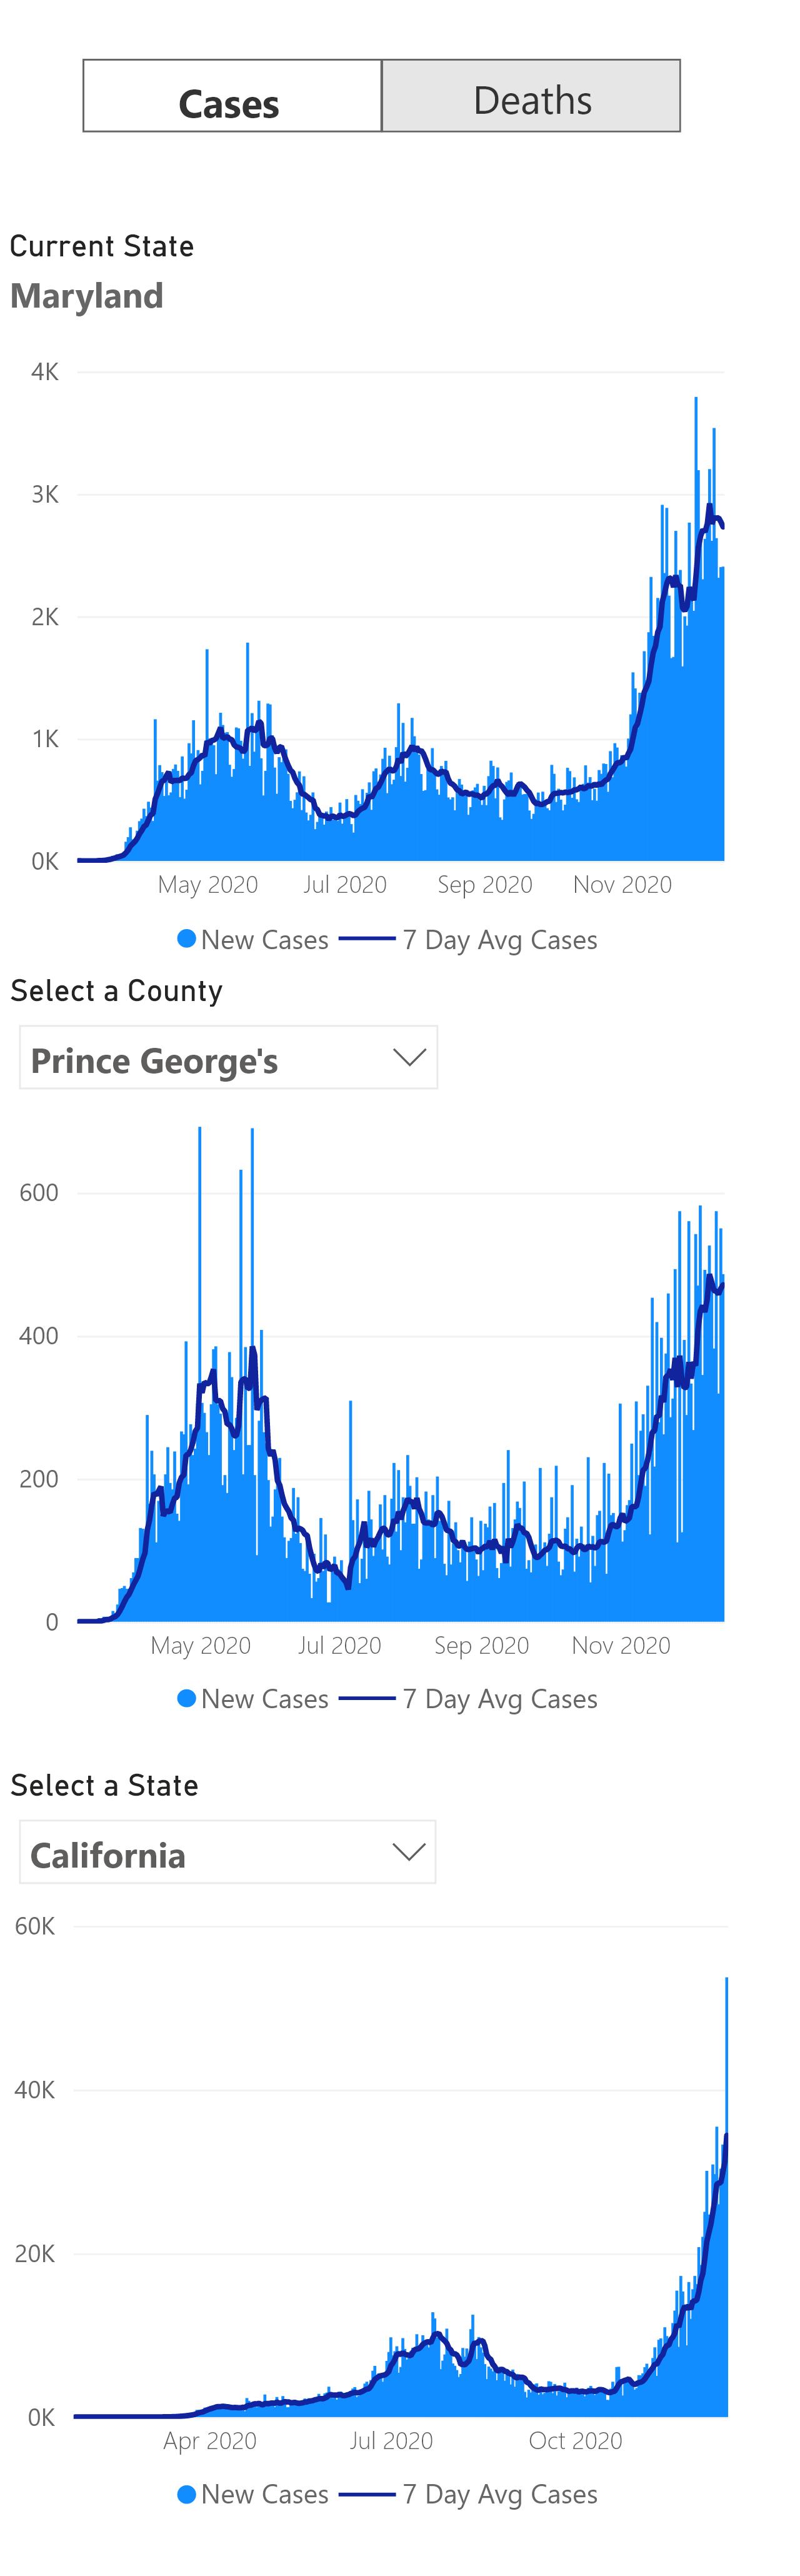 Cases Deaths
Current State
Maryland
4K
3K
2K
1K
0K
May 2020 Jul 2020 Sep 2020 Nov 2020
New Cases 7 Day Avg Cases
Select a County
Prince George's
600
400
200
0
May 2020 Jul 2020 Sep 2020 Nov 2020
New Cases 7 Day Avg Cases
Select a State
California
60K
40K
20K
0K
Apr 2020 Jul 2020 Oct 2020
New Cases 7 Day Avg Cases